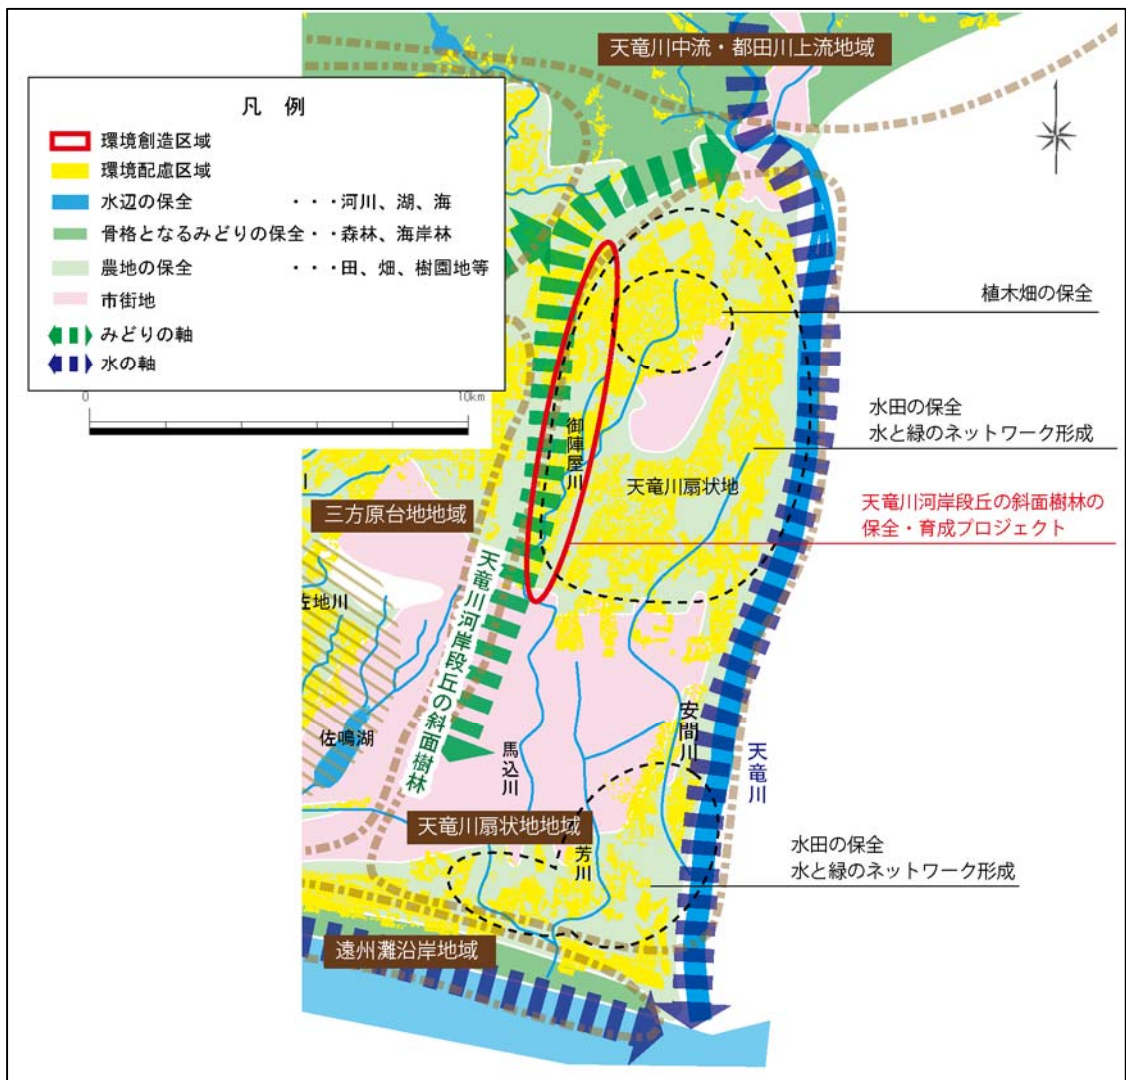 天竜川中流・都田川上流地域
凡 例
環境創造区域
環境配慮区域
水辺の保全 ・・・河川、湖、海
骨格となるみどりの保全・・森林、海岸林
農地の保全 ・・・田、畑、樹園地等
市街地
みどりの軸
水の軸
0 10km
植木畑の保全
水田の保全
水と緑のネットワーク形成
御陣屋川
天竜川扇状地
天竜川河岸段丘の斜面樹林の
保全・育成プロジェクト
三方原台地地域
天竜川河岸段丘の斜面樹林
佐地川
佐鳴湖
馬込川
安間川
天竜川
天竜川扇状地地域
芳川
水田の保全
水と緑のネットワーク形成
遠州灘沿岸地域